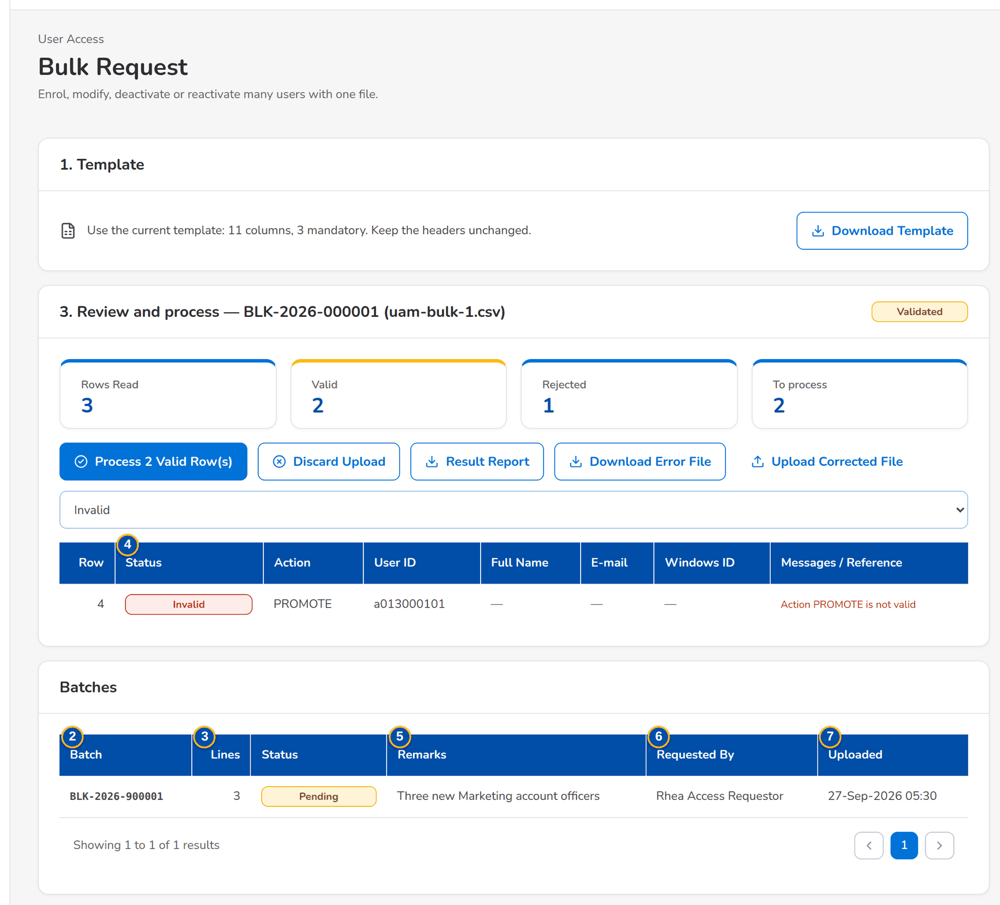 User Access
Bulk Request
Enrol, modify, deactivate or reactivate many users with one file.
1. Template
Use the current template: 11 columns, 3 mandatory. Keep the headers unchanged.
Download Template
3. Review and process — BLK-2026-000001 (uam-bulk-1.csv)
Validated
Rows Read
3
Valid
2
Rejected
1
To process
2
Process 2 Valid Row(s)
Discard Upload
Result Report
Download Error File
Upload Corrected File
Invalid
4
Row Status Action User ID Full Name E-mail Windows ID Messages / Reference
4 Invalid PROMOTE a013000101 — — — Action PROMOTE is not valid
Batches
2 3 5 6 7
Batch Lines Status Remarks Requested By Uploaded
BLK-2026-900001 3 Pending Three new Marketing account officers Rhea Access Requestor 27-Sep-2026 05:30
Showing 1 to 1 of 1 results
1